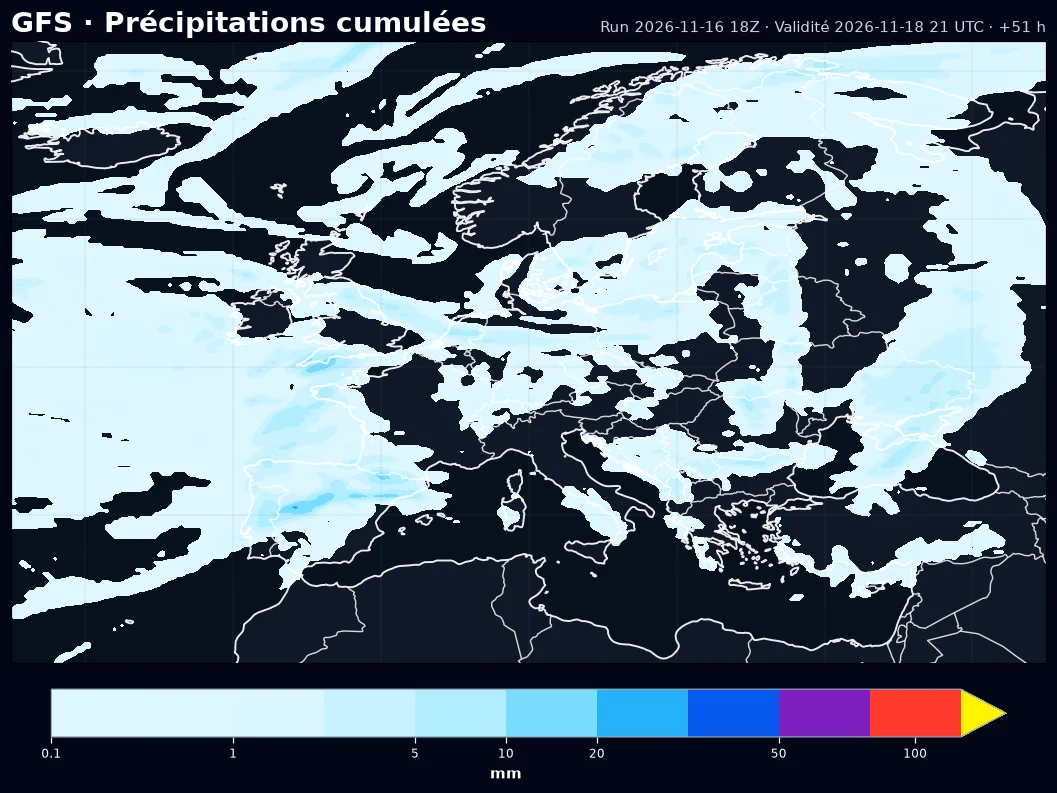 GFS · Précipitations cumulées
Run 2026-11-16 18Z · Validité 2026-11-18 21 UTC · +51 h
0.1 1 5 10 20 50 100
mm